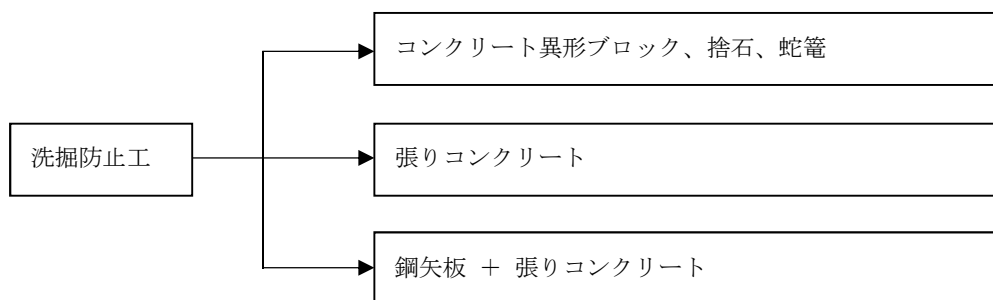 コンクリート異形ブロック、捨石、蛇篭
洗掘防止工
張りコンクリート
鋼矢板 + 張りコンクリート